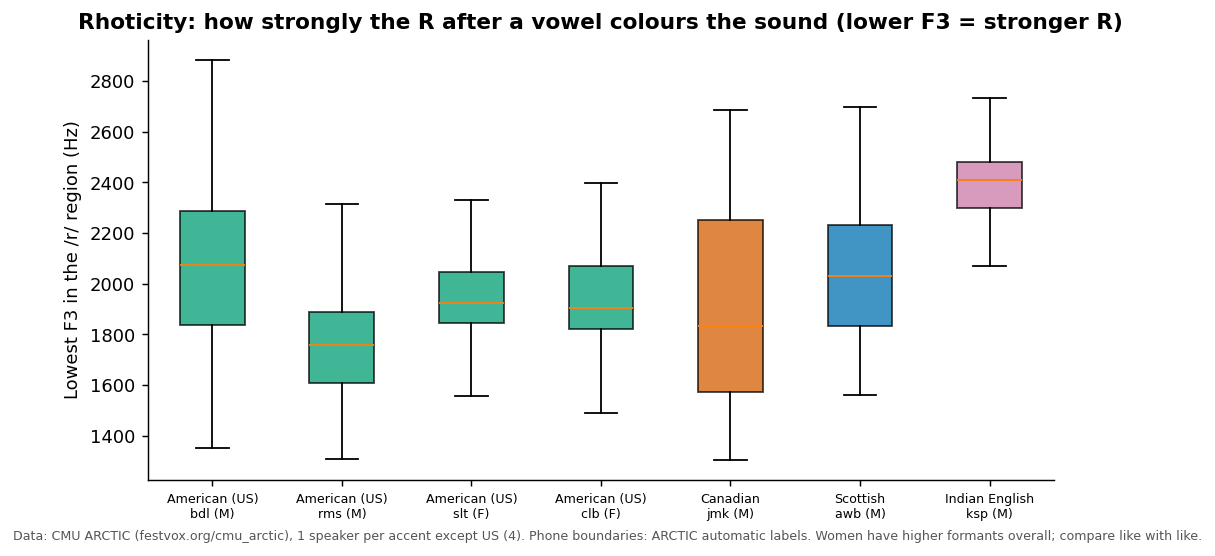 Rhoticity: how strongly the R after a vowel colours the sound (lower F3 = stronger R)
Lowest F3 in the /r/ region (Hz)
2800
2600
2400
2200
2000
1800
1600
1400
American (US)
bdl (M)
American (US)
rms (M)
American (US)
slt (F)
American (US)
clb (F)
Canadian
jmk (M)
Scottish
awb (M)
Indian English
ksp (M)
Data: CMU ARCTIC (festvox.org/cmu_arctic), 1 speaker per accent except US (4). Phone boundaries: ARCTIC automatic labels. Women have higher formants overall; compare like with like.